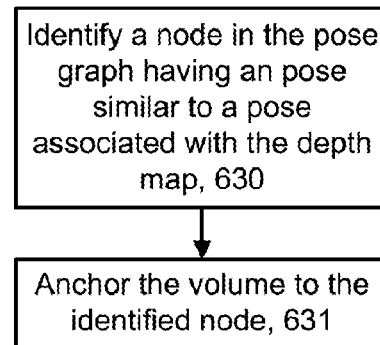 Identify a node in the pose
graph having an pose
similar to a pose
associated with the depth
map, 630
Anchor the volume to the
identified node, 631